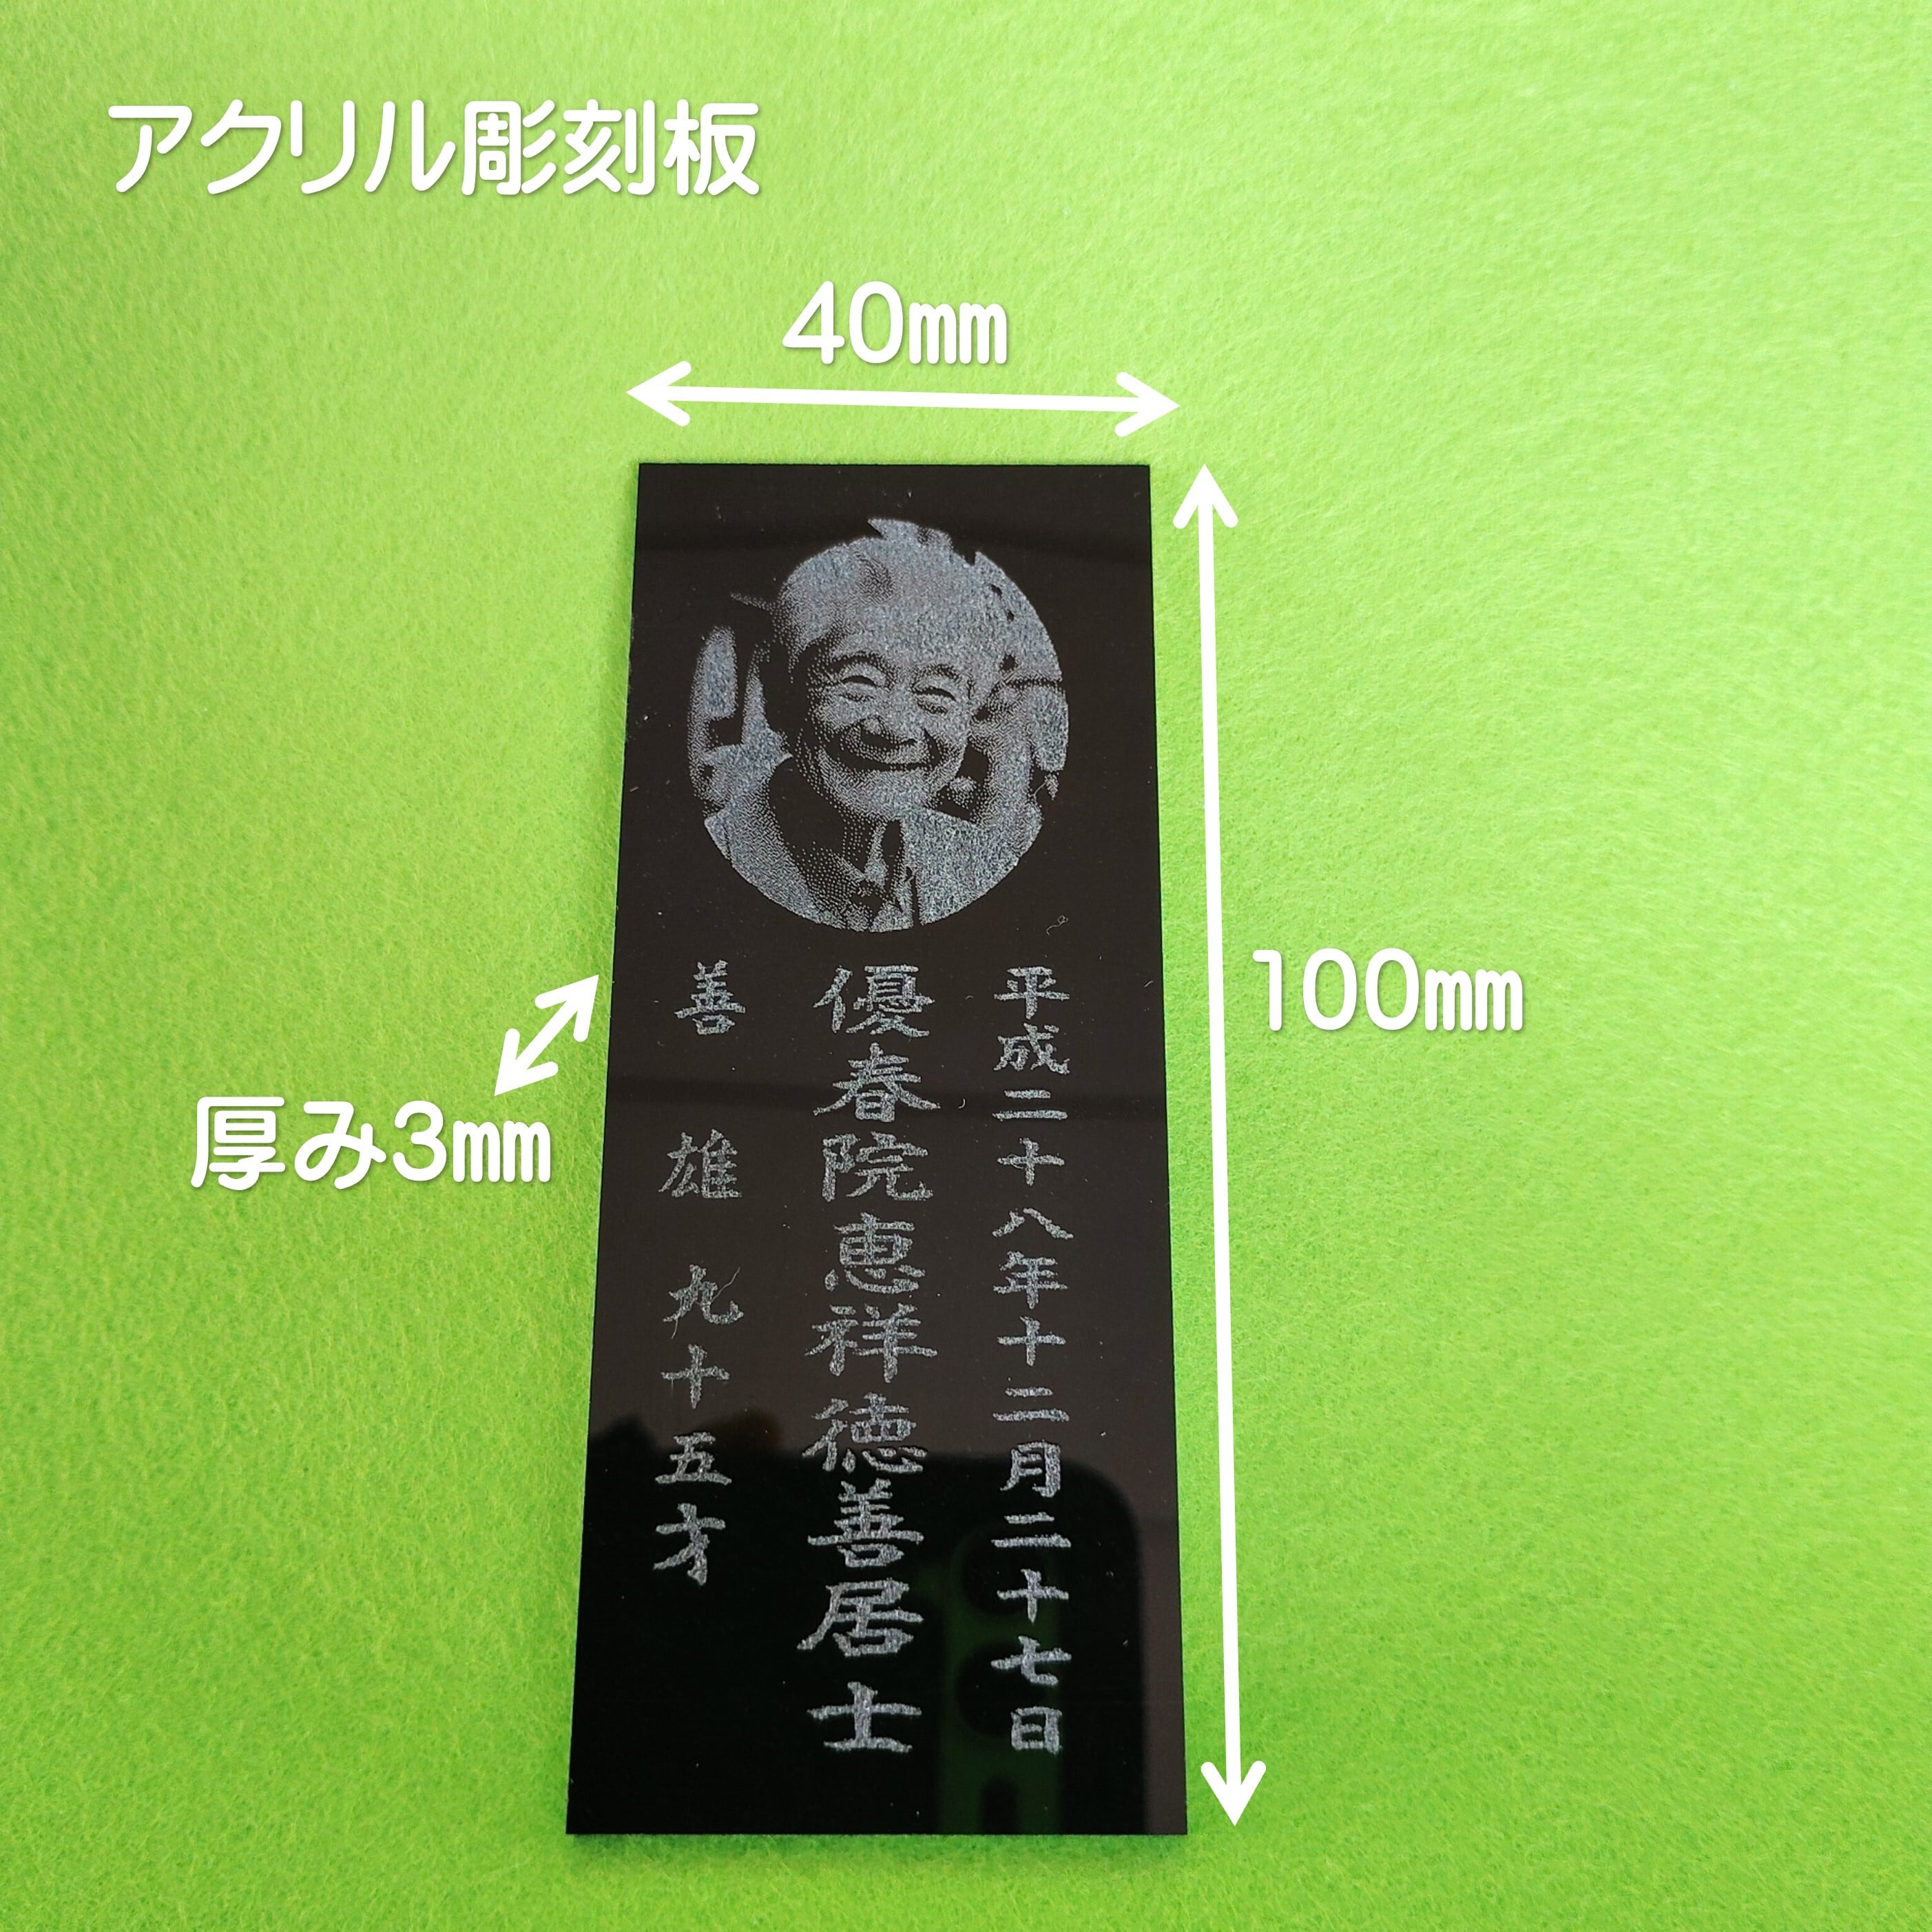 アクリル彫刻板
40㎜
100㎜
厚み3㎜
平成二十八年十二月二十七日
優春院恵祥徳善居士
善雄 九十五才